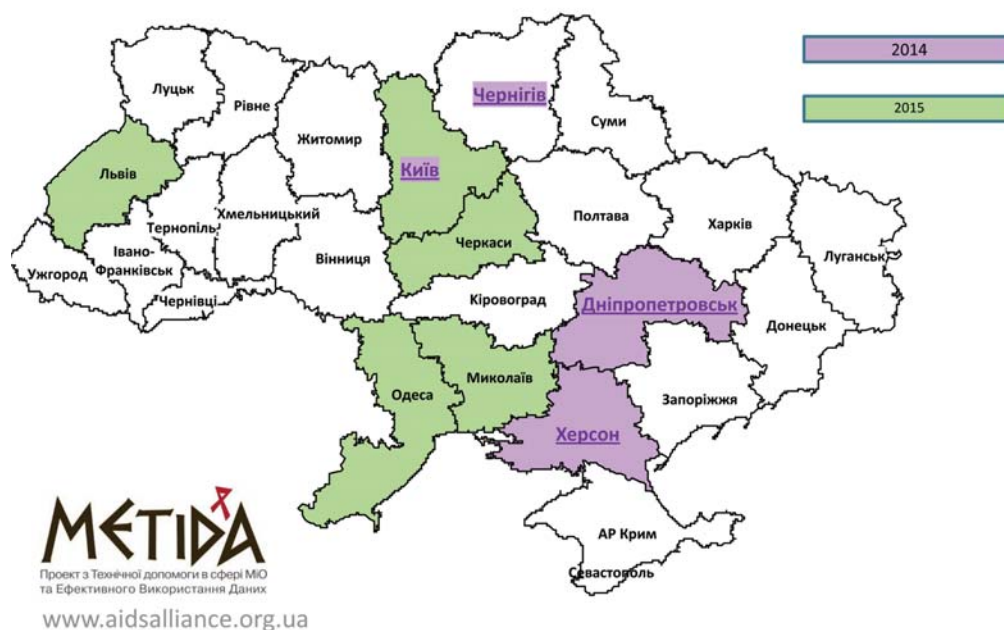 2014
2015
Чернігів
Луцьк
Рівне
Суми
Житомир
Київ
Львів
Хмельницький
Полтава
Харків
Тернопіль
Черкаси
Івано-
Франківськ
Вінниця
Луганськ
Ужгород
Чернівці
Кіровоград
Дніпропетровськ
Донецьк
Миколаїв
Одеса
Запоріжжя
Херсон
АР Крим
Севастополь
METIDA
Проект з Технічної допомоги в сфері МіО
та Ефективного Використання Даних
www.aidsalliance.org.ua